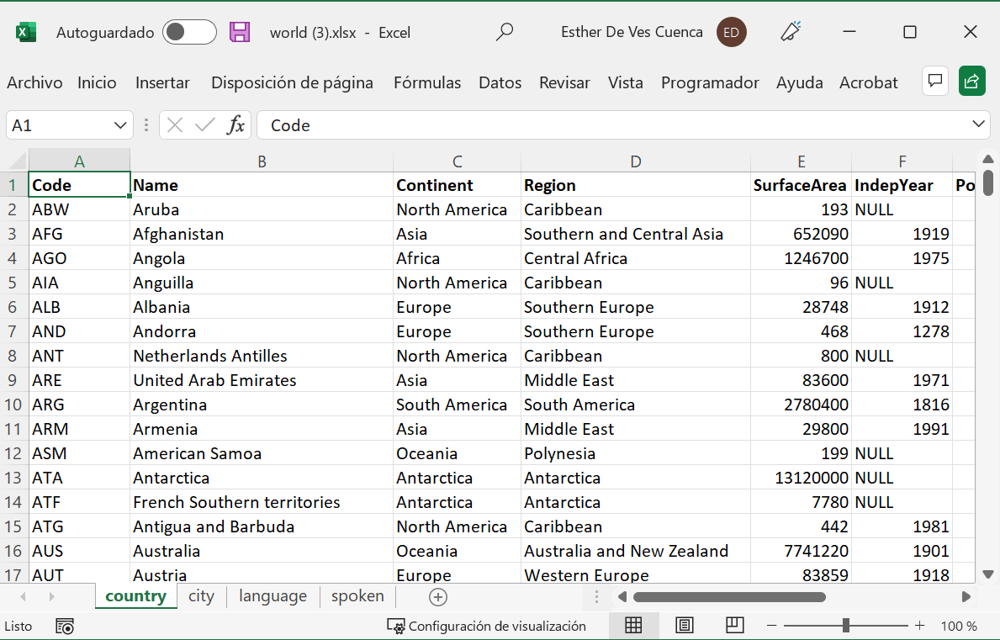 Autoguardado world (3).xlsx - Excel Esther De Ves Cuenca ED
Archivo Inicio Insertar Disposición de página Fórmulas Datos Revisar Vista Programador Ayuda Acrobat
A1 fx Code
A B C D E F
1 Code Name Continent Region SurfaceArea IndepYear Po
2 ABW Aruba North America Caribbean 193 NULL
3 AFG Afghanistan Asia Southern and Central Asia 652090 1919
4 AGO Angola Africa Central Africa 1246700 1975
5 AIA Anguilla North America Caribbean 96 NULL
6 ALB Albania Europe Southern Europe 28748 1912
7 AND Andorra Europe Southern Europe 468 1278
8 ANT Netherlands Antilles North America Caribbean 800 NULL
9 ARE United Arab Emirates Asia Middle East 83600 1971
10 ARG Argentina South America South America 2780400 1816
11 ARM Armenia Asia Middle East 29800 1991
12 ASM American Samoa Oceania Polynesia 199 NULL
13 ATA Antarctica Antarctica Antarctica 13120000 NULL
14 ATF French Southern territories Antarctica Antarctica 7780 NULL
15 ATG Antigua and Barbuda North America Caribbean 442 1981
16 AUS Australia Oceania Australia and New Zealand 7741220 1901
17 AUT Austria Europe Western Europe 83859 1918
country city language spoken
Listo Configuración de visualización 100 %